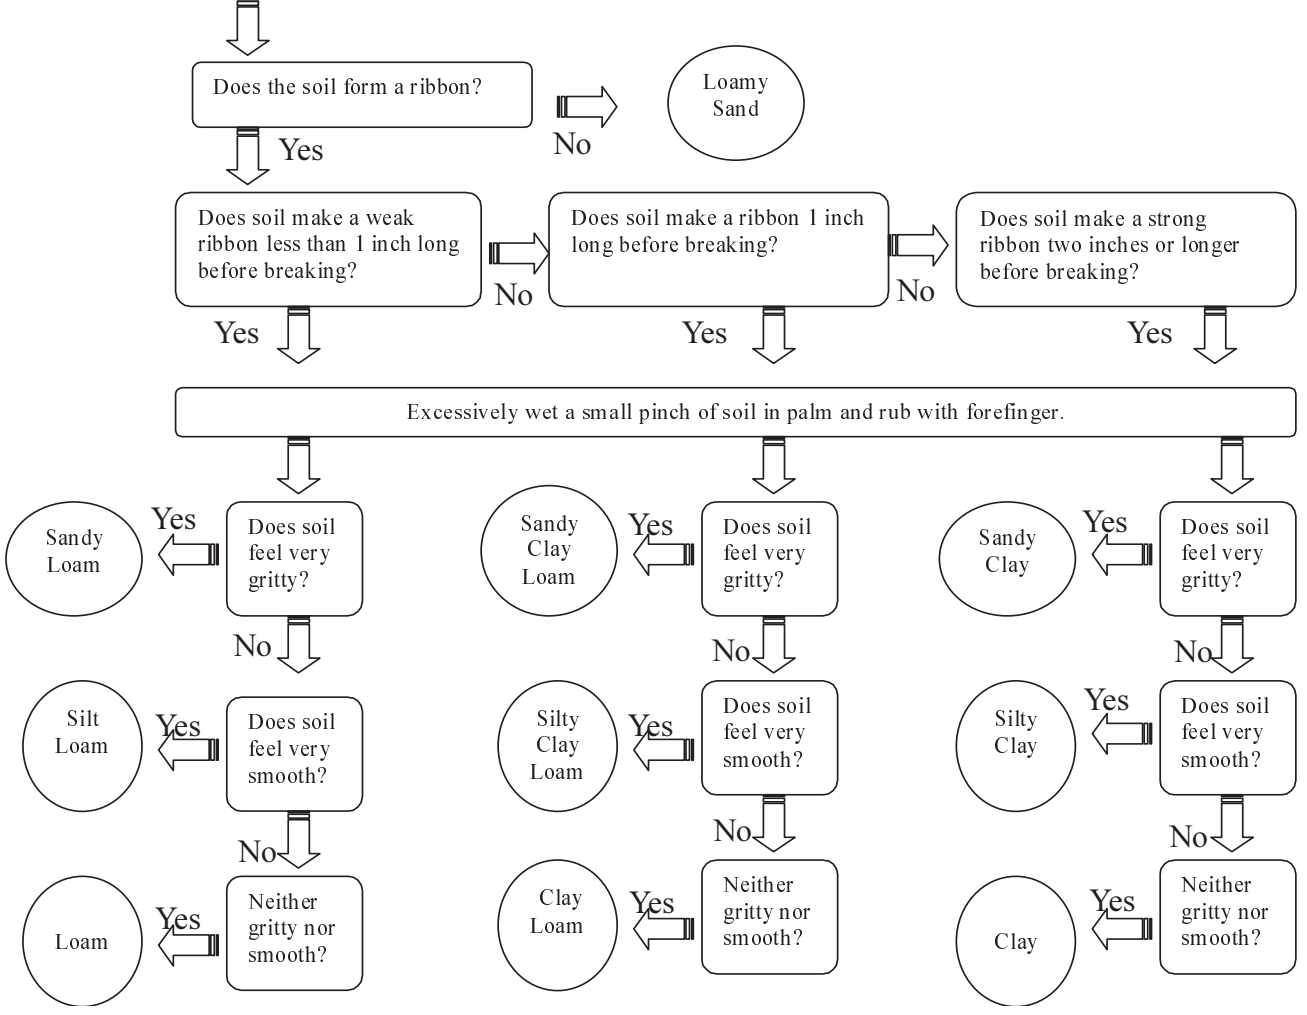 Does the soil form a ribbon?
Loamy
Sand
No
Yes
Does soil make a weak
ribbon less than 1 inch long
before breaking?
No
Does soil make a ribbon 1 inch
long before breaking?
No
Does soil make a strong
ribbon two inches or longer
before breaking?
Yes
Yes
Yes
Excessively wet a small pinch of soil in palm and rub with forefinger.
Sandy
Loam
Yes
Does soil
feel very
gritty?
Sandy
Clay
Loam
Yes
Does soil
feel very
gritty?
Sandy
Clay
Yes
Does soil
feel very
gritty?
No
No
No
Silt
Loam
Yes
Does soil
feel very
smooth?
Silty
Clay
Loam
Yes
Does soil
feel very
smooth?
Silty
Clay
Yes
Does soil
feel very
smooth?
No
No
No
Loam
Yes
Neither
gritty nor
smooth?
Clay
Loam
Yes
Neither
gritty nor
smooth?
Clay
Yes
Neither
gritty nor
smooth?